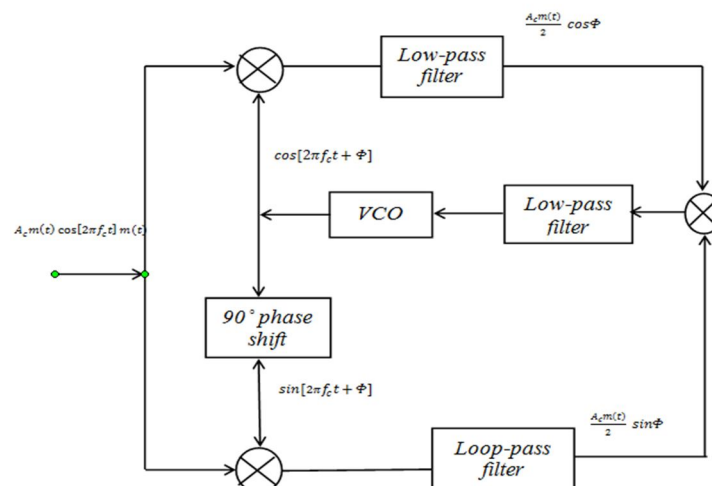 A_c m(t)/2 cosΦ
Low-pass
filter
cos[2πf_c t + Φ]
VCO
Low-pass
filter
A_c m(t) cos[2πf_c t] m(t)
90° phase
shift
sin[2πf_c t + Φ]
A_c m(t)/2 sinΦ
Loop-pass
filter